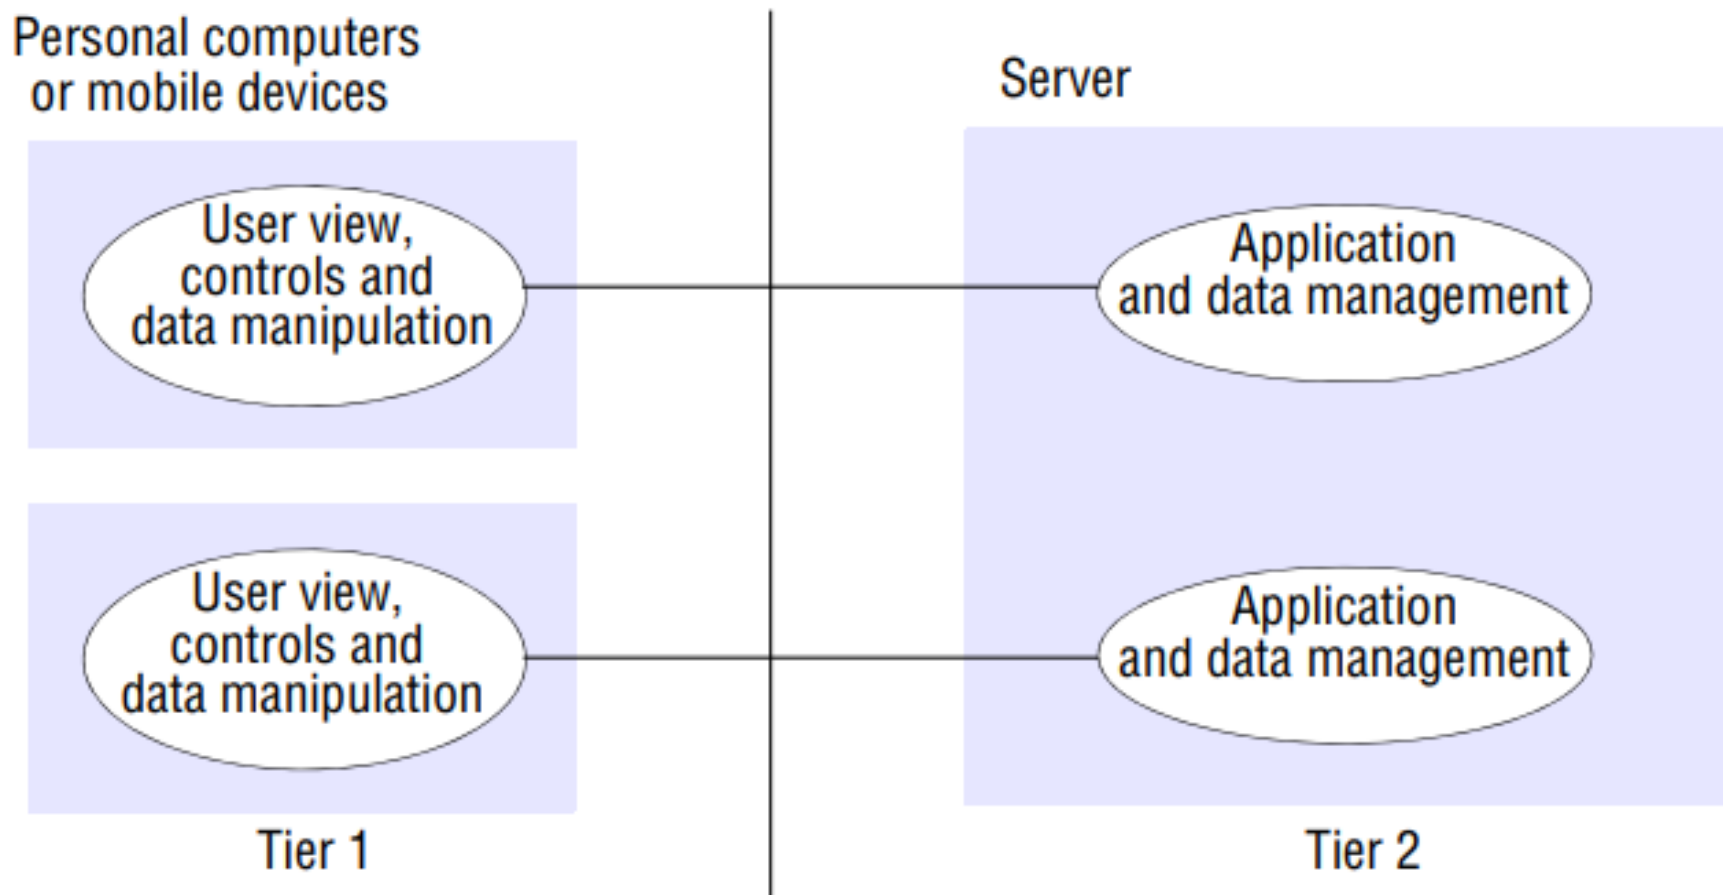 Personal computers
or mobile devices
Server
User view,
controls and
data manipulation
Application
and data management
User view,
controls and
data manipulation
Application
and data management
Tier 1
Tier 2